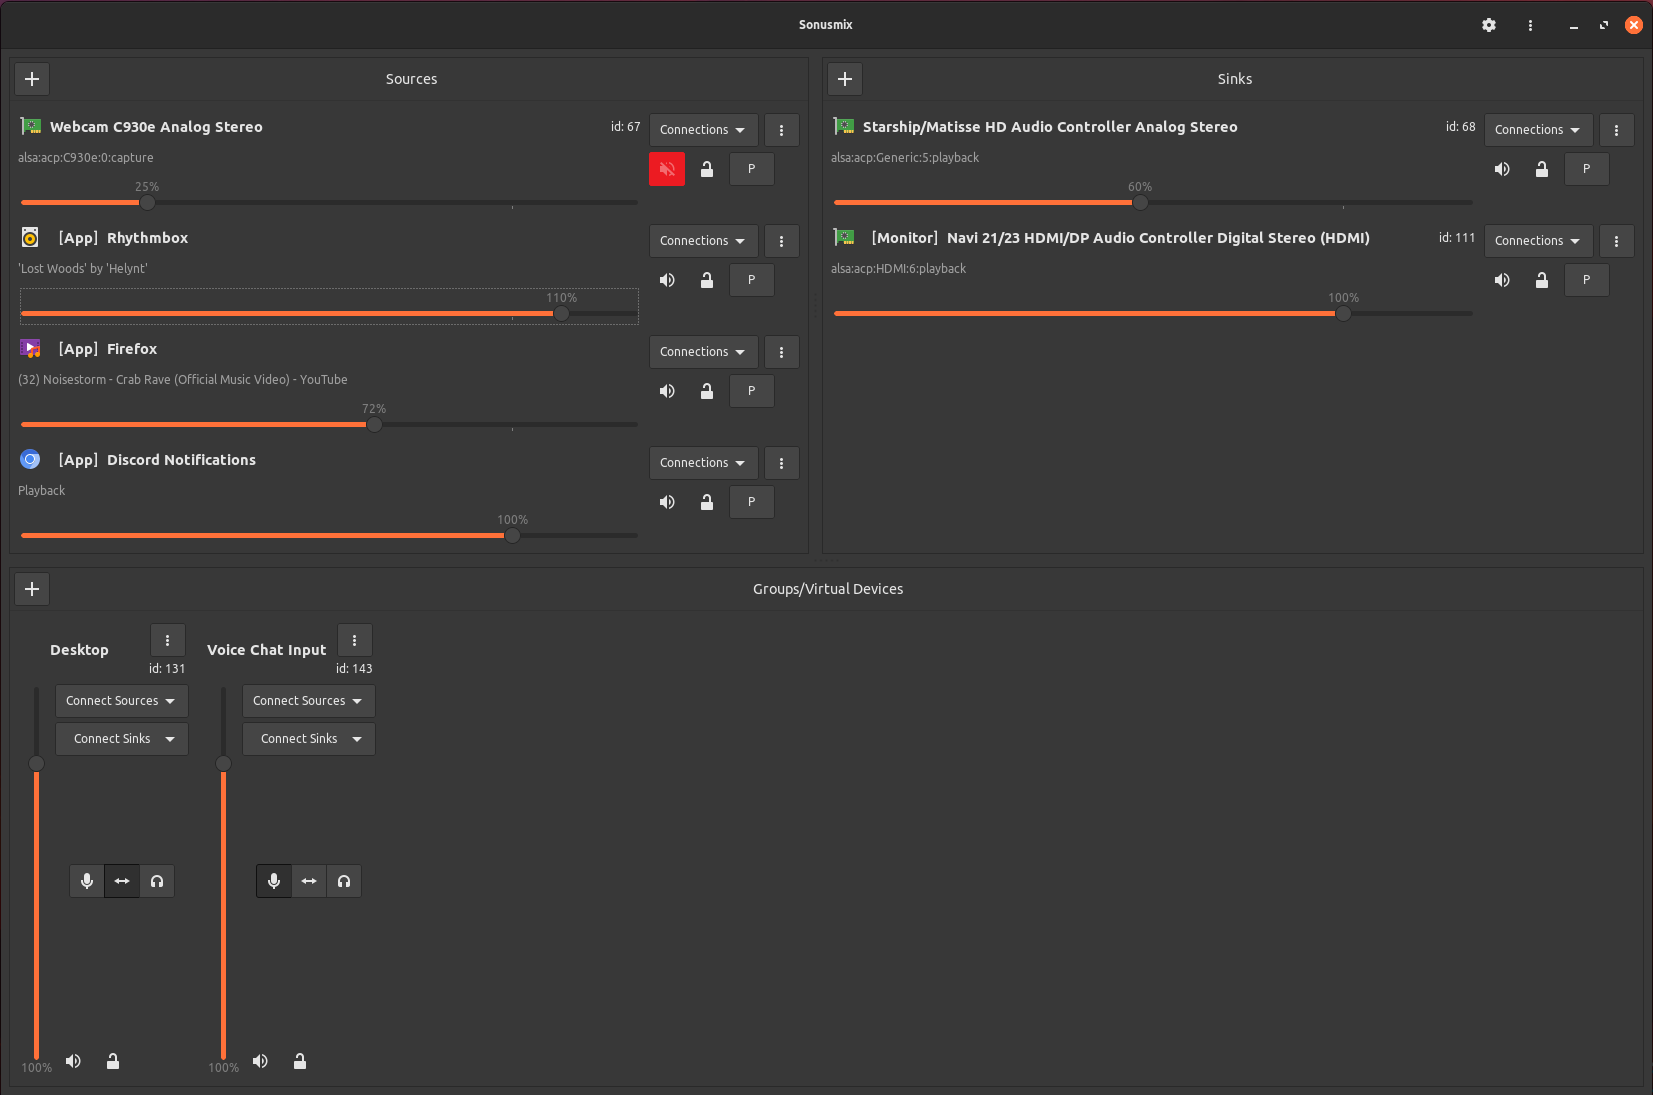 Sonusmix
Sources
Webcam C930e Analog Stereo
id: 67
Connections
alsa:acp:C930e:0:capture
P
25%
[App] Rhythmbox
Connections
'Lost Woods' by 'Helynt'
P
110%
[App] Firefox
Connections
(32) Noisestorm - Crab Rave (Official Music Video) - YouTube
P
72%
[App] Discord Notifications
Connections
Playback
P
100%
Sinks
Starship/Matisse HD Audio Controller Analog Stereo
id: 68
Connections
alsa:acp:Generic:5:playback
P
60%
[Monitor] Navi 21/23 HDMI/DP Audio Controller Digital Stereo (HDMI)
id: 111
Connections
alsa:acp:HDMI:6:playback
P
100%
Groups/Virtual Devices
Desktop
id: 131
Connect Sources
Connect Sinks
100%
Voice Chat Input
id: 143
Connect Sources
Connect Sinks
100%